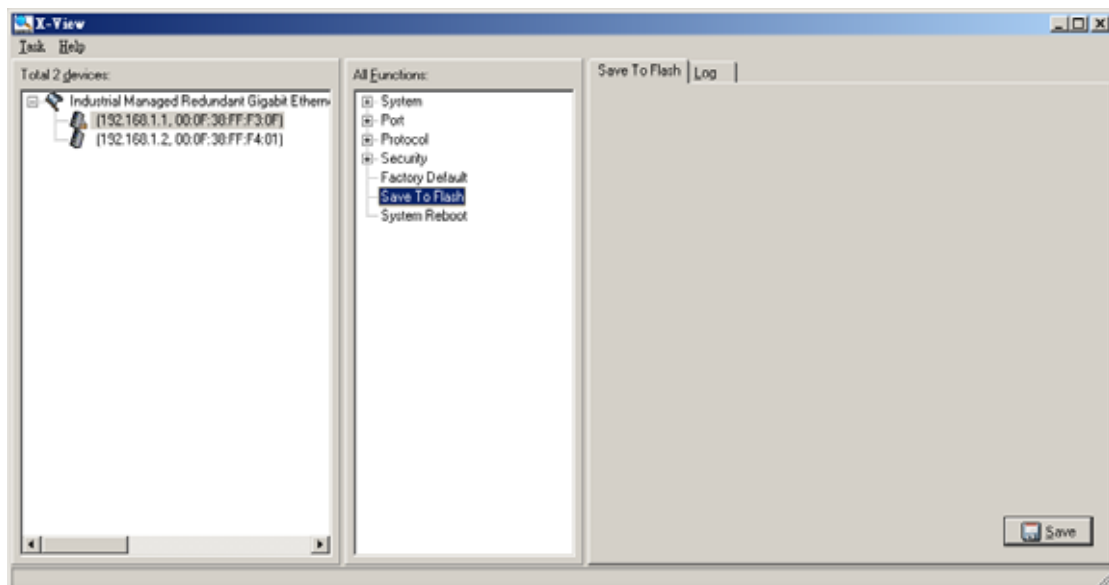 X-View
Task Help
Total 2 devices:
Industrial Managed Redundant Gigabit Ethern
(192.168.1.1, 00:0F:38:FF:F3:0F)
(192.168.1.2, 00:0F:38:FF:F4:01)
All Functions:
System
Port
Protocol
Security
Factory Default
Save To Flash
System Reboot
Save To Flash Log
Save